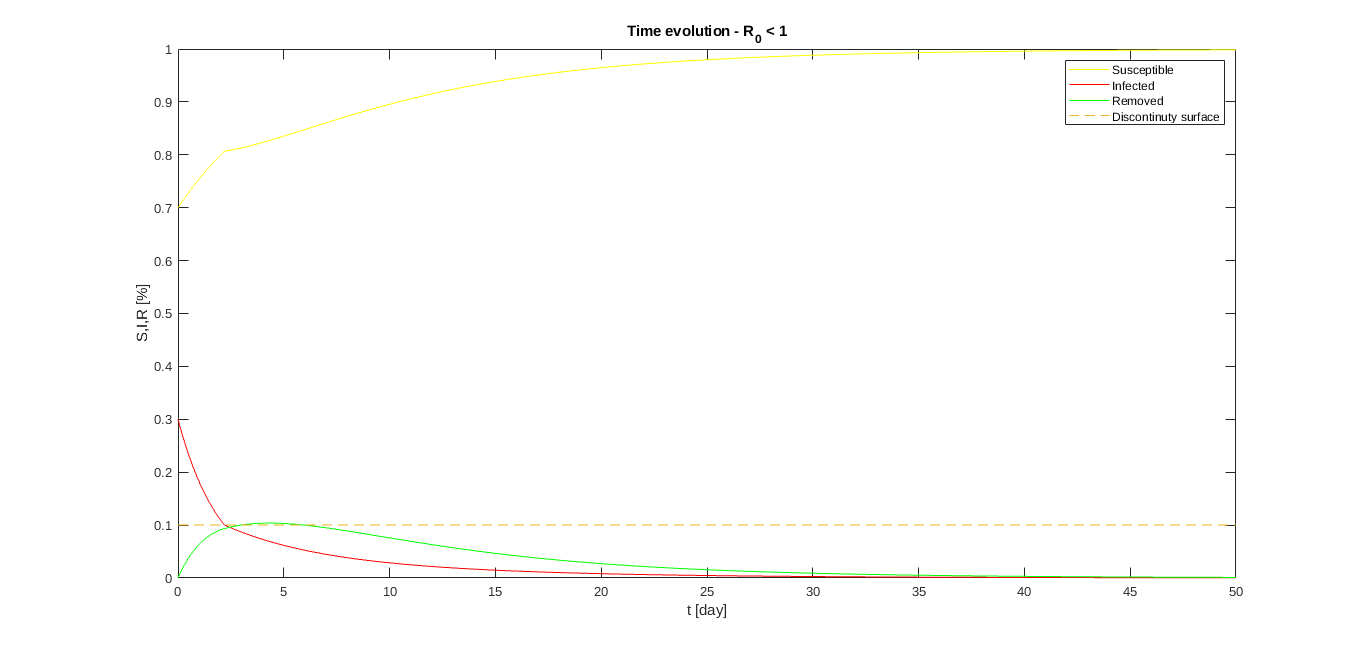 Time evolution - R0 < 1
S,I,R [%]
1
0.9
0.8
0.7
0.6
0.5
0.4
0.3
0.2
0.1
0
Susceptible
Infected
Removed
Discontinuty surface
0 5 10 15 20 25 30 35 40 45 50
t [day]